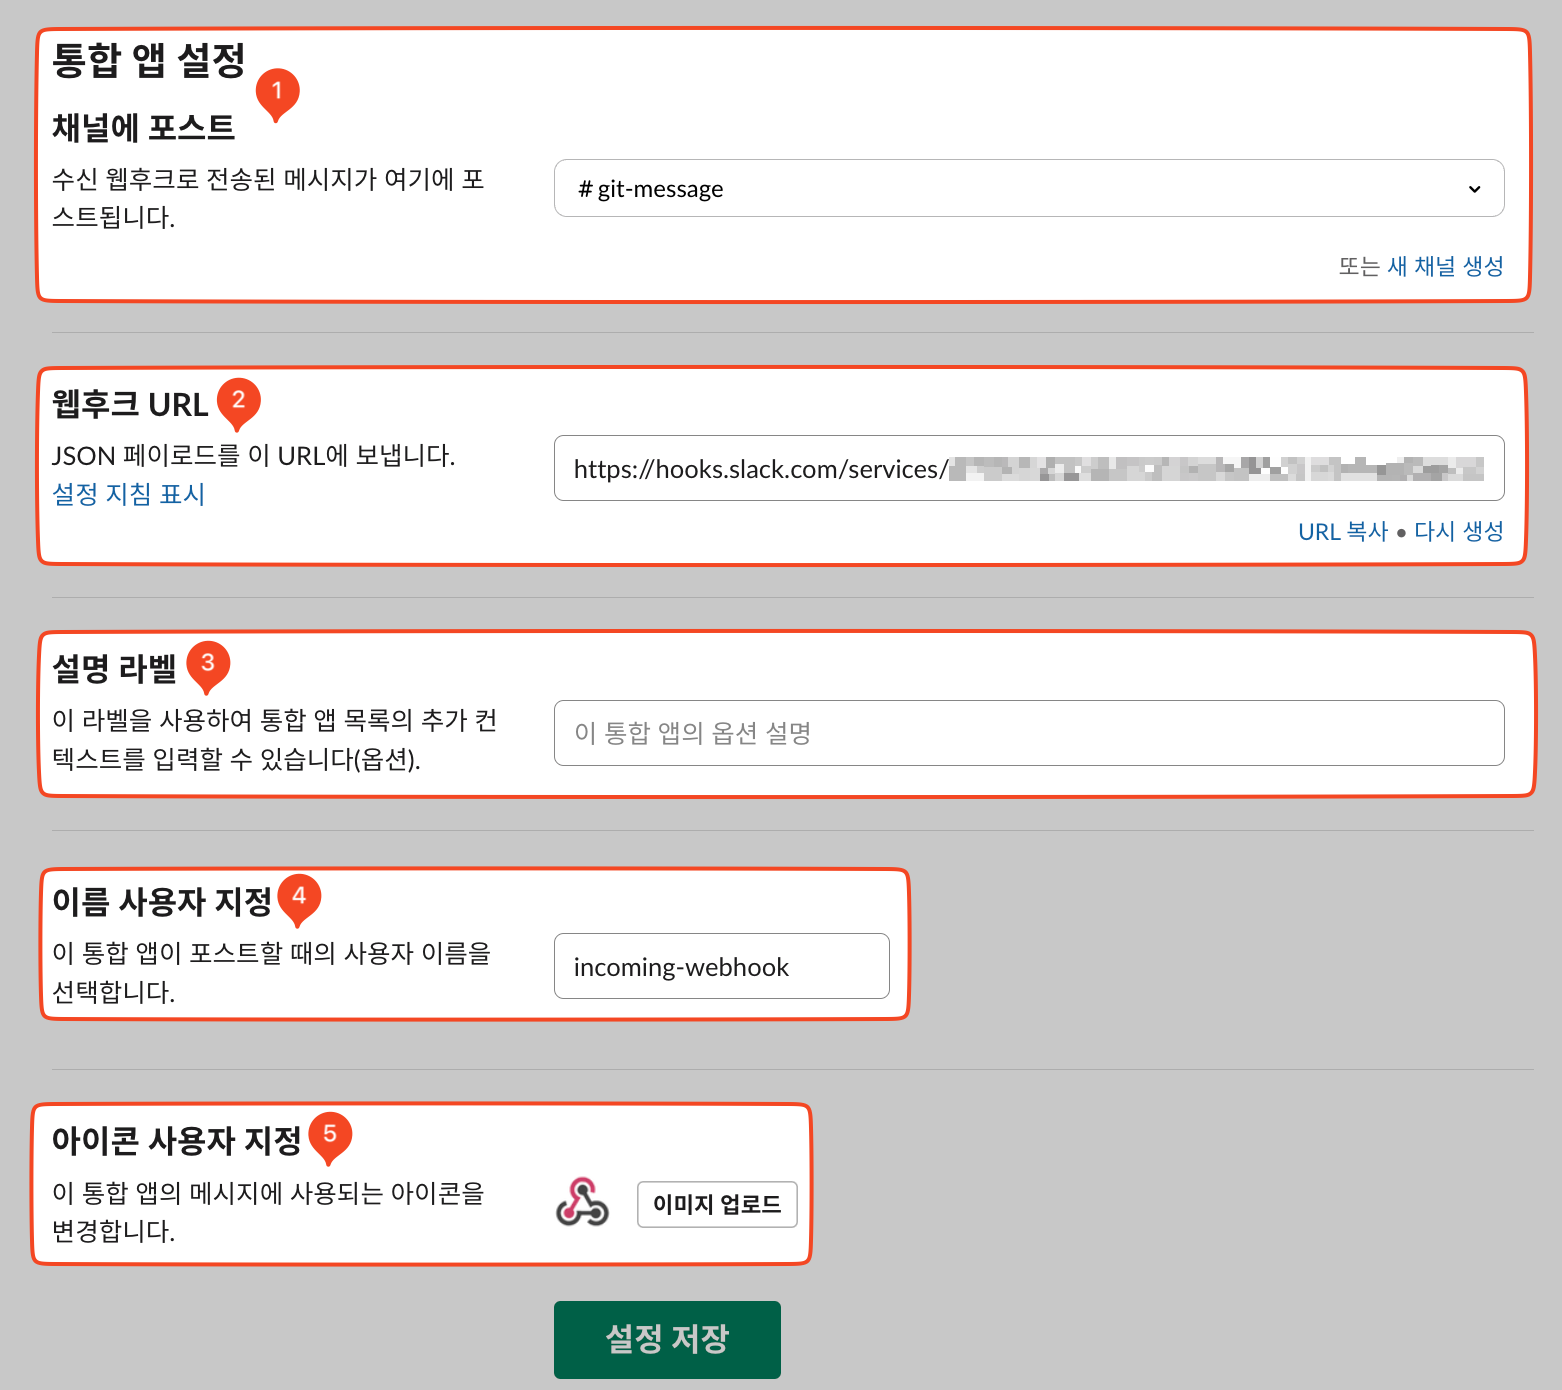 통합 앱 설정
1
채널에 포스트
수신 웹후크로 전송된 메시지가 여기에 포
스트됩니다.
# git-message
또는 새 채널 생성
웹후크 URL
2
JSON 페이로드를 이 URL에 보냅니다.
설정 지침 표시
https://hooks.slack.com/services/
URL 복사 • 다시 생성
설명 라벨
3
이 라벨을 사용하여 통합 앱 목록의 추가 컨
텍스트를 입력할 수 있습니다(옵션).
이 통합 앱의 옵션 설명
이름 사용자 지정
4
이 통합 앱이 포스트할 때의 사용자 이름을
선택합니다.
incoming-webhook
아이콘 사용자 지정
5
이 통합 앱의 메시지에 사용되는 아이콘을
변경합니다.
이미지 업로드
설정 저장